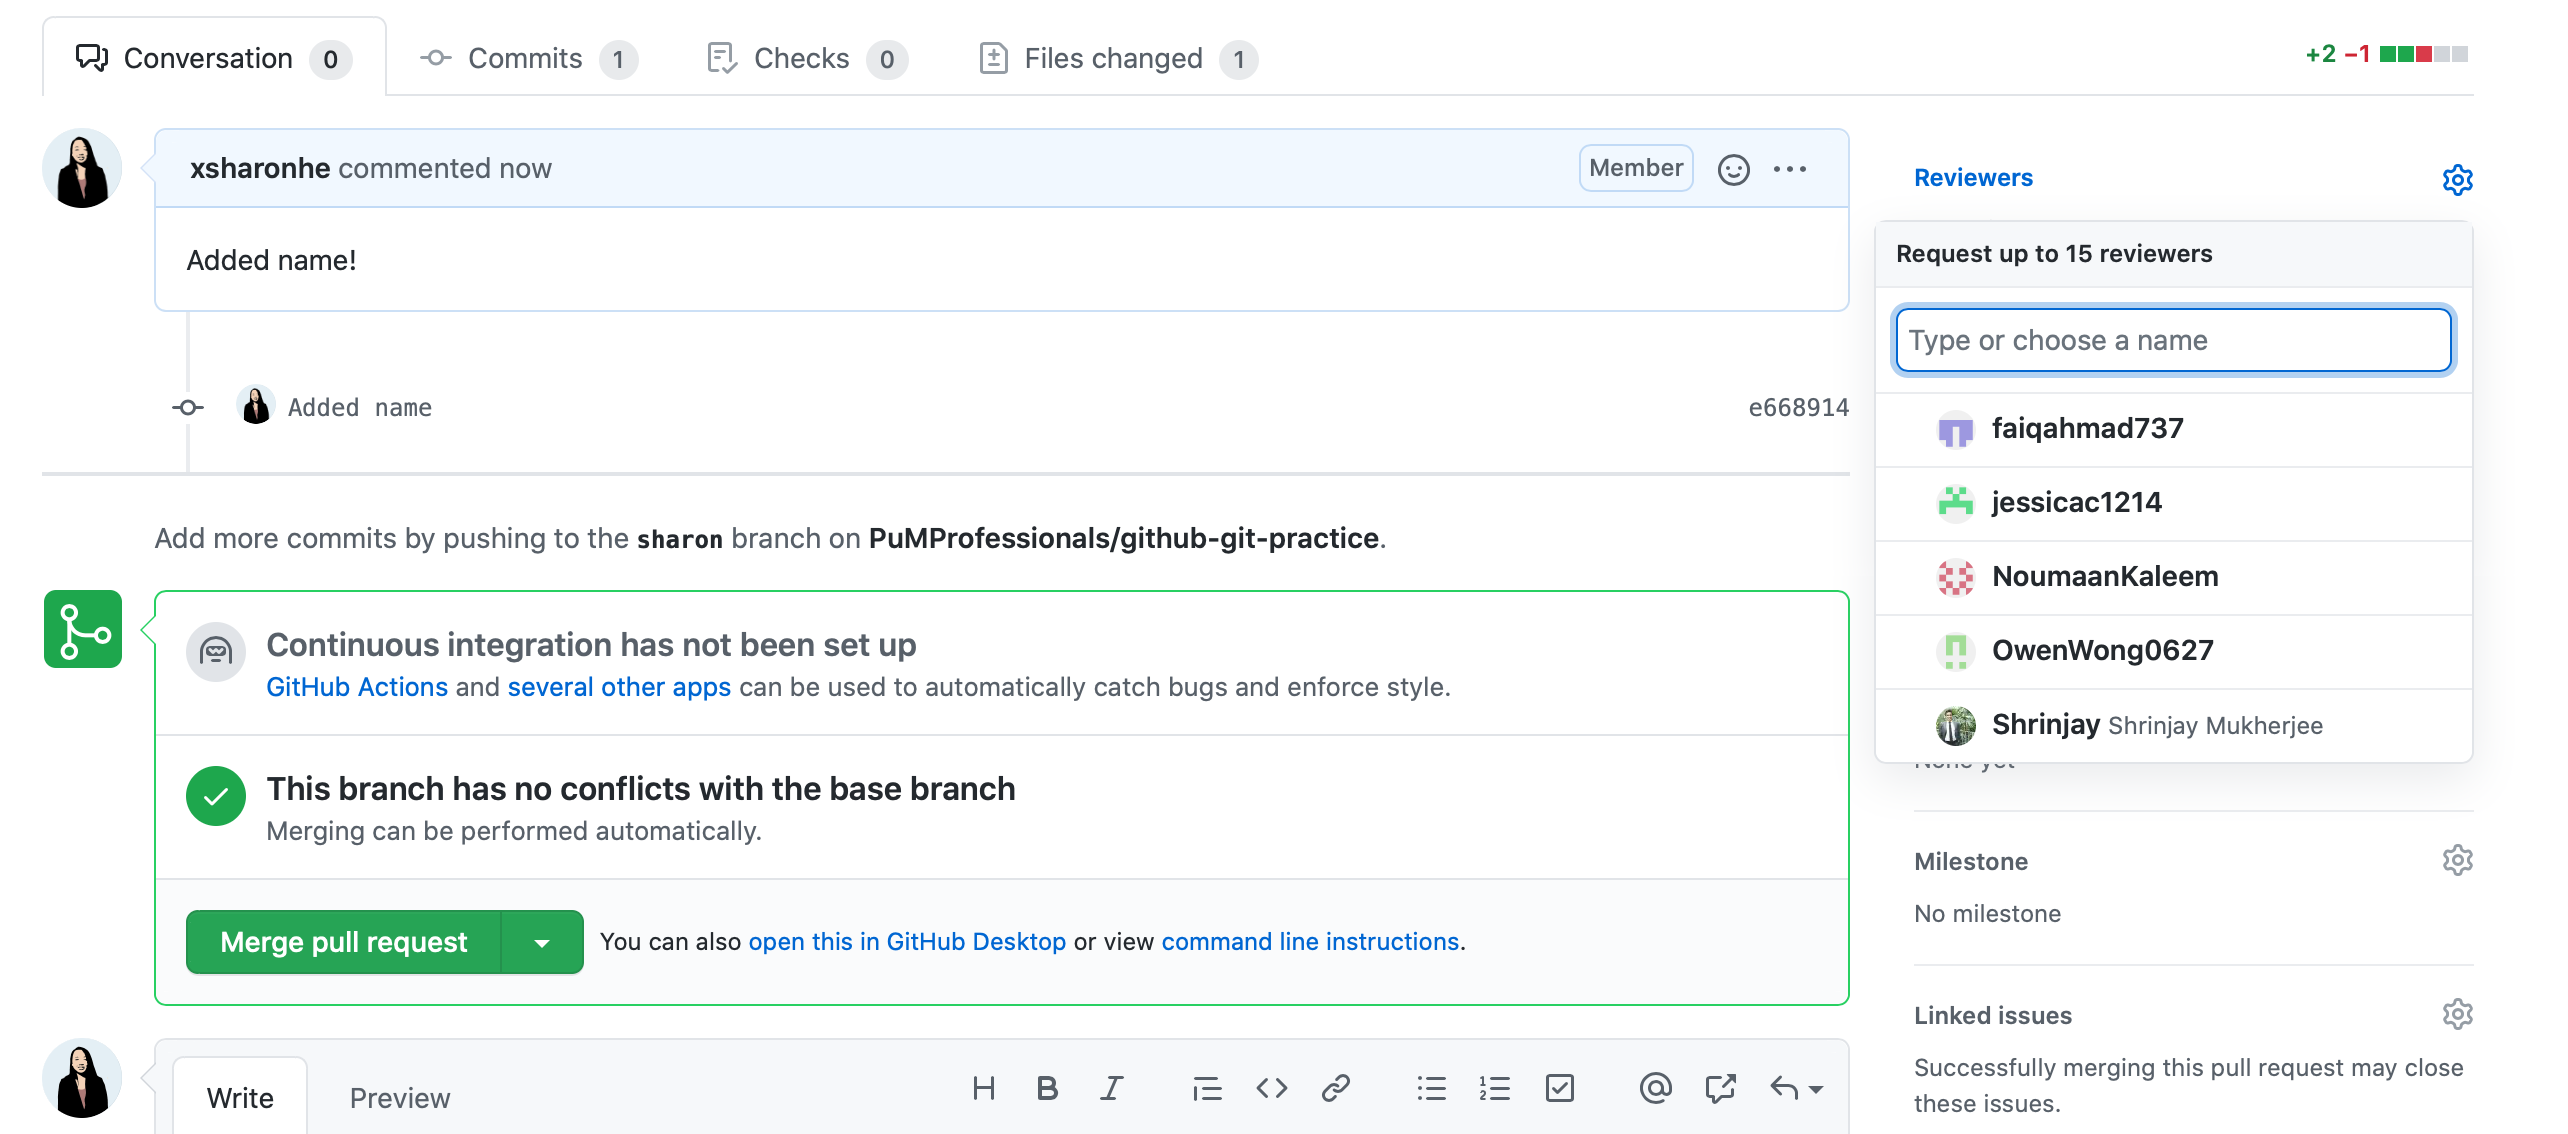 Conversation 0 Commits 1 Checks 0 Files changed 1 +2 −1
xsharonhe commented now Member
Added name!
Added name e668914
Add more commits by pushing to the sharon branch on PuMProfessionals/github-git-practice.
Continuous integration has not been set up
GitHub Actions and several other apps can be used to automatically catch bugs and enforce style.
This branch has no conflicts with the base branch
Merging can be performed automatically.
Merge pull request You can also open this in GitHub Desktop or view command line instructions.
Write Preview H B I @
Reviewers
Request up to 15 reviewers
Type or choose a name
faiqahmad737
jessicac1214
NoumaanKaleem
OwenWong0627
Shrinjay Shrinjay Mukherjee
None yet
Milestone
No milestone
Linked issues
Successfully merging this pull request may close
these issues.